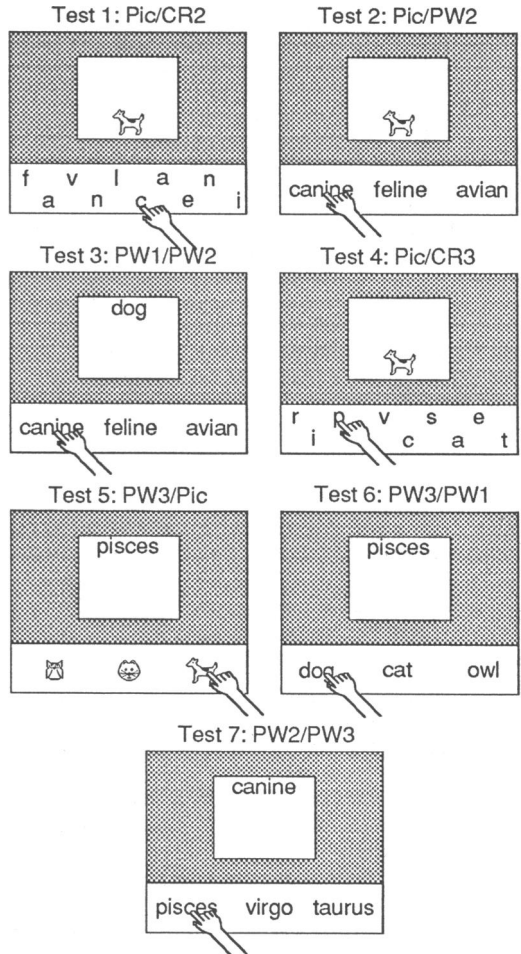 Test 1: Pic/CR2
f v l a n
a n c e i
Test 2: Pic/PW2
canine feline avian
Test 3: PW1/PW2
dog
canine feline avian
Test 4: Pic/CR3
r p v s e
i c a t
Test 5: PW3/Pic
pisces
Test 6: PW3/PW1
pisces
dog cat owl
Test 7: PW2/PW3
canine
pisces virgo taurus